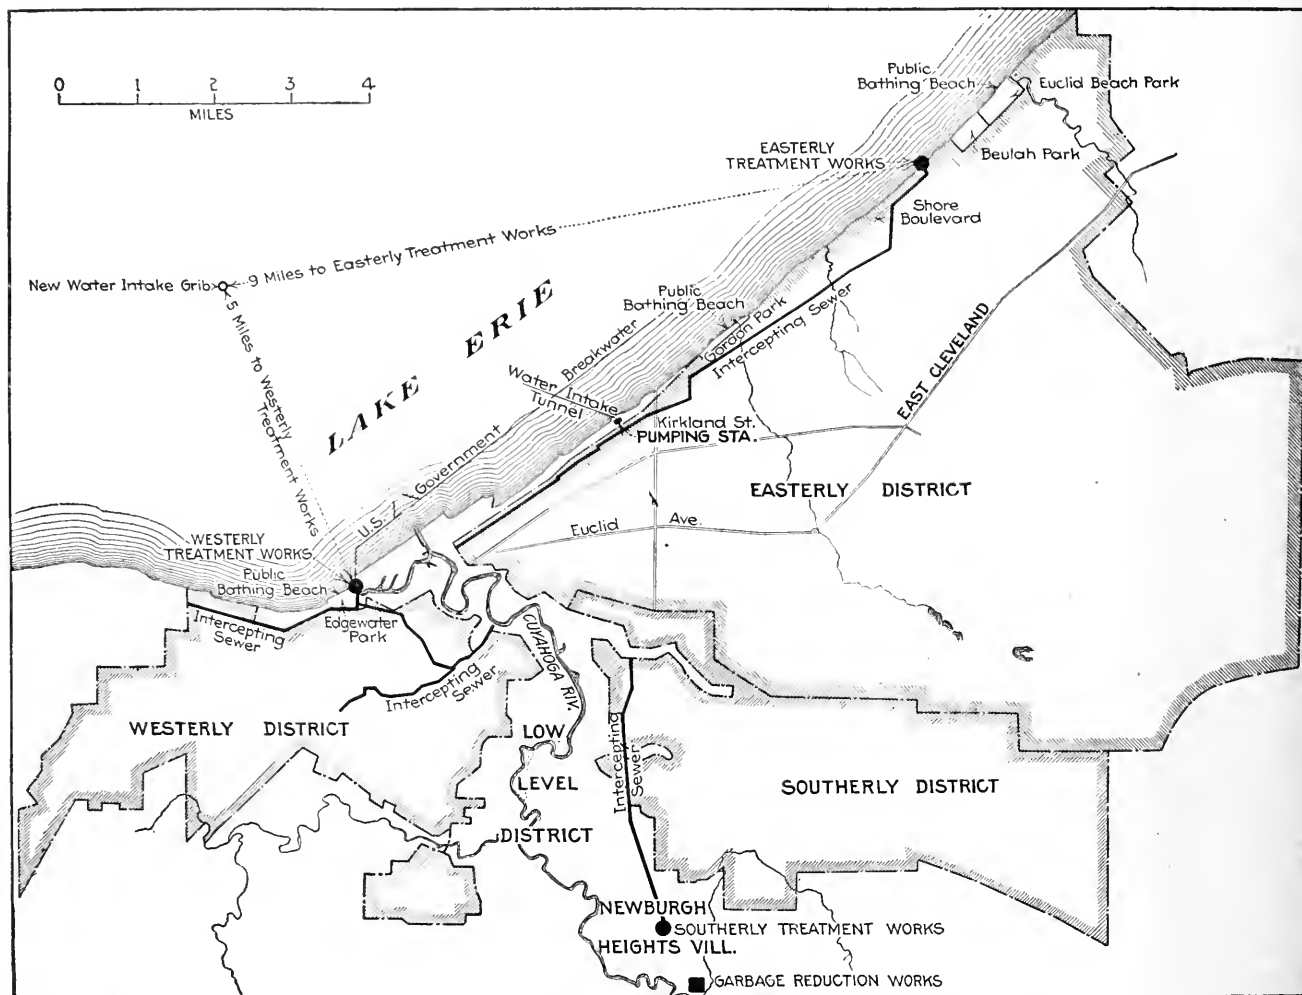 0 1 2 3 4
MILES
Public
Bathing Beach
Euclid Beach Park
EASTERLY
TREATMENT WORKS
Beulah Park
Shore
Boulevard
9 Miles to Easterly Treatment Works
New Water Intake Grib
5 Miles to Westerly
Treatment Works
LAKE ERIE
Public
Bathing Beach
Gordon Park
Intercepting Sewer
U.S. Government Breakwater
Water Intake
Tunnel
Kirkland St.
PUMPING STA.
EAST CLEVELAND
EASTERLY DISTRICT
Euclid Ave.
WESTERLY
TREATMENT WORKS
Public
Bathing Beach
Intercepting
Sewer
Edgewater
Park
CUYAHOGA RIV.
Intercepting
Sewer
WESTERLY DISTRICT
LOW
LEVEL
DISTRICT
Intercepting
Sewer
SOUTHERLY DISTRICT
NEWBURGH
HEIGHTS VILL.
SOUTHERLY TREATMENT WORKS
GARBAGE REDUCTION WORKS